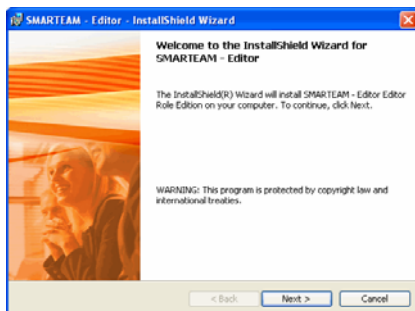 SMARTEAM - Editor - InstallShield Wizard
Welcome to the InstallShield Wizard for
SMARTEAM - Editor
The InstallShield(R) Wizard will install SMARTEAM - Editor Editor
Role Edition on your computer. To continue, click Next.
WARNING: This program is protected by copyright law and
international treaties.
< Back
Next >
Cancel